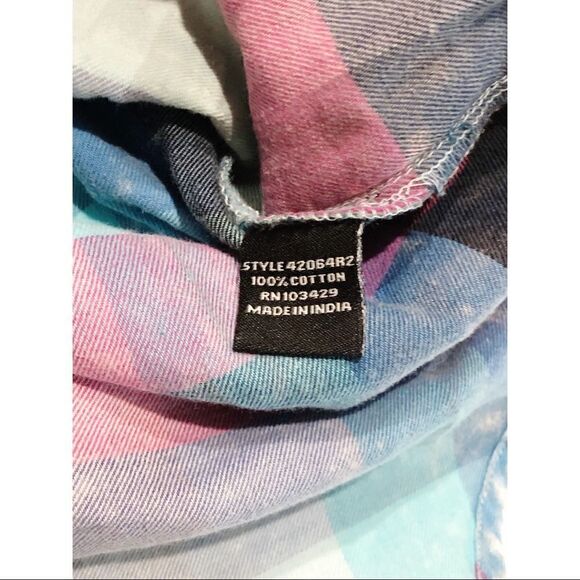 STYLE 42064R2
100% COTTON
RN 103429
MADE IN INDIA